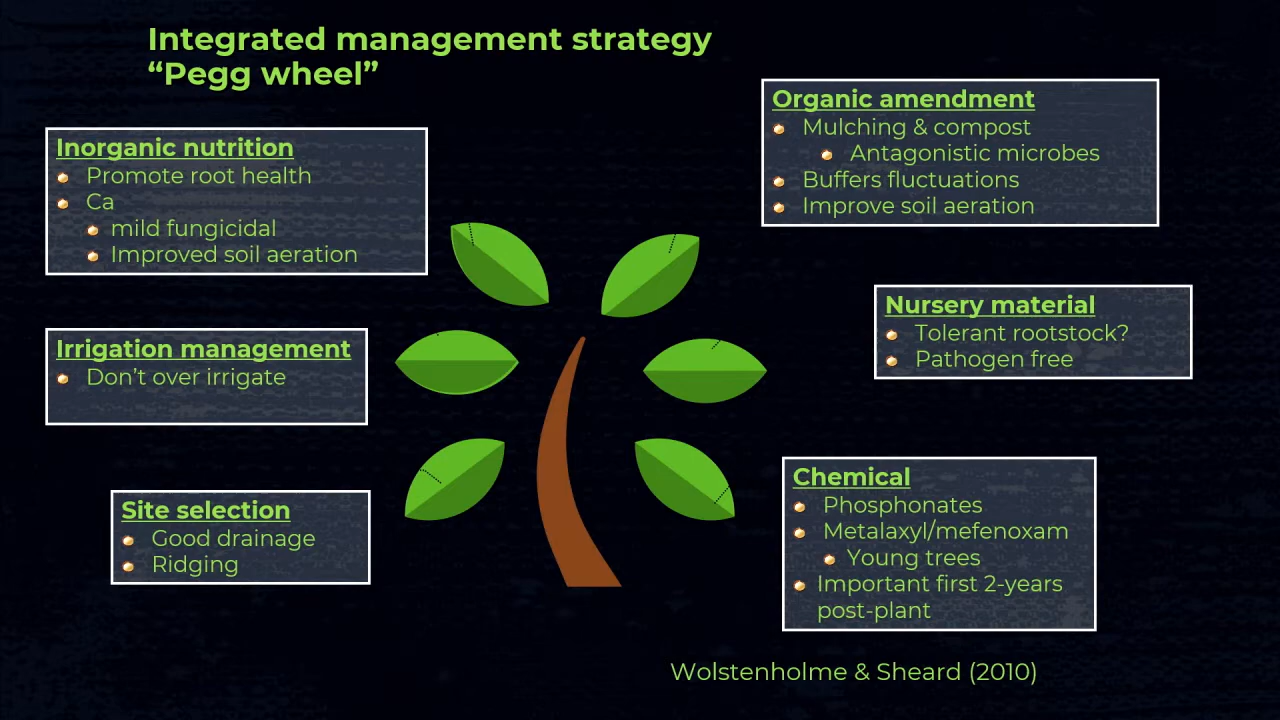 Integrated management strategy
“Pegg wheel”
Inorganic nutrition
Promote root health
Ca
mild fungicidal
Improved soil aeration
Irrigation management
Don’t over irrigate
Site selection
Good drainage
Ridging
Organic amendment
Mulching & compost
Antagonistic microbes
Buffers fluctuations
Improve soil aeration
Nursery material
Tolerant rootstock?
Pathogen free
Chemical
Phosphonates
Metalaxyl/mefenoxam
Young trees
Important first 2-years
post-plant
Wolstenholme & Sheard (2010)